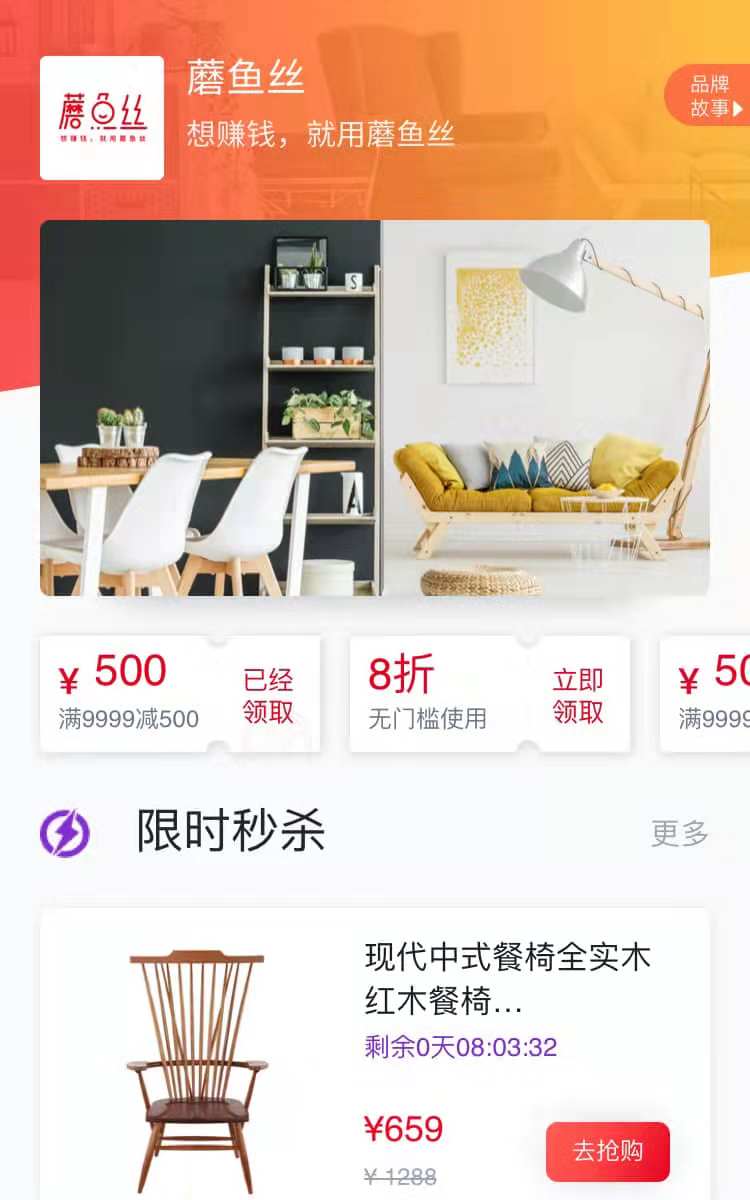 蘑鱼丝
想赚钱，就用蘑鱼丝
蘑鱼丝
想赚钱，就用蘑鱼丝
品牌
故事
S
A
¥ 500
满9999减500
已经
领取
8折
无门槛使用
立即
领取
¥ 50
满9999
限时秒杀
更多
现代中式餐椅全实木
红木餐椅...
剩余0天08:03:32
¥659
¥ 1288
去抢购